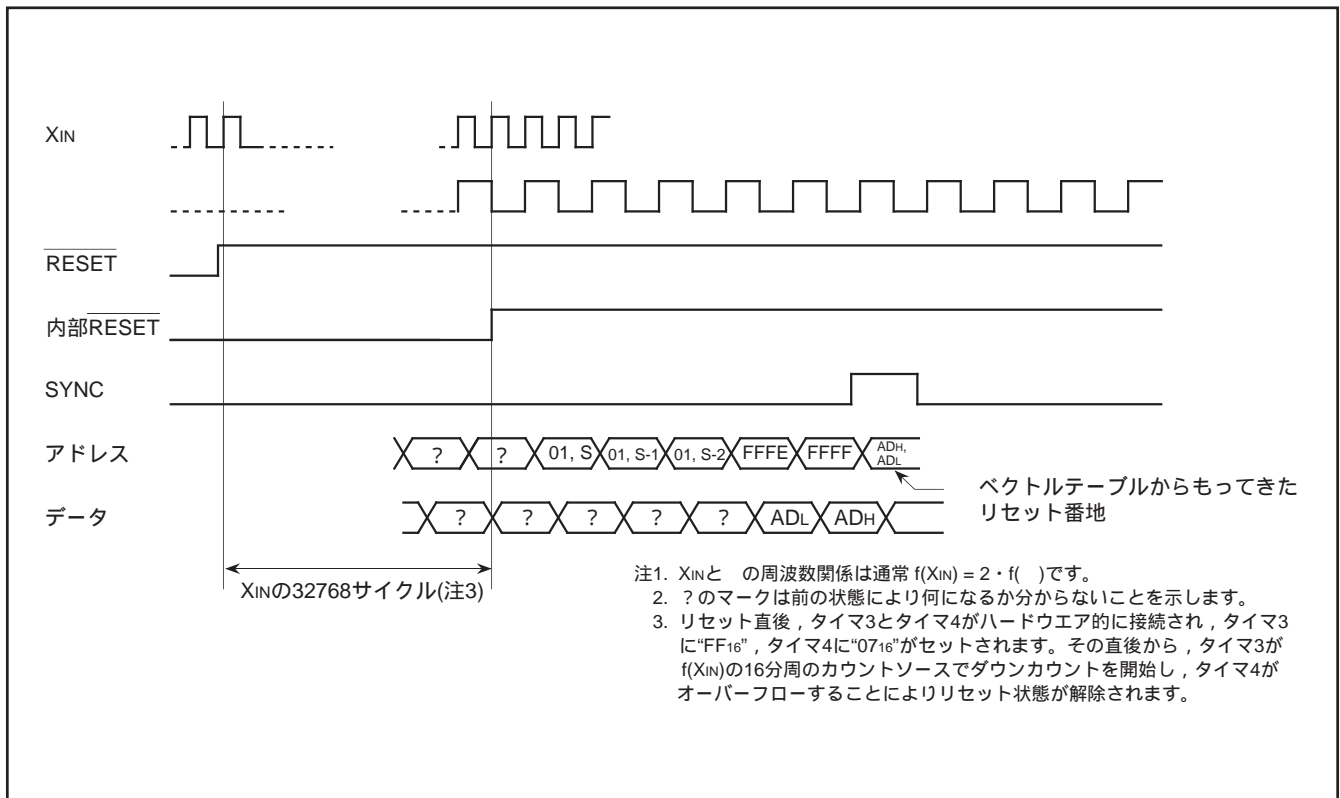 XIN
RESET
内部RESET
SYNC
アドレス
? ? 01, S 01, S-1 01, S-2 FFFE FFFF ADH, ADL
ベクトルテーブルからもってきた
リセット番地
データ
? ? ? ? ? ADL ADH
XINの32768サイクル(注3)
注1. XINと　の周波数関係は通常 f(XIN) = 2・f(　)です。
2. ？のマークは前の状態により何になるか分からないことを示します。
3. リセット直後，タイマ3とタイマ4がハードウエア的に接続され，タイマ3
に“FF16”，タイマ4に“0716”がセットされます。その直後から，タイマ3が
f(XIN)の16分周のカウントソースでダウンカウントを開始し，タイマ4が
オーバーフローすることによりリセット状態が解除されます。